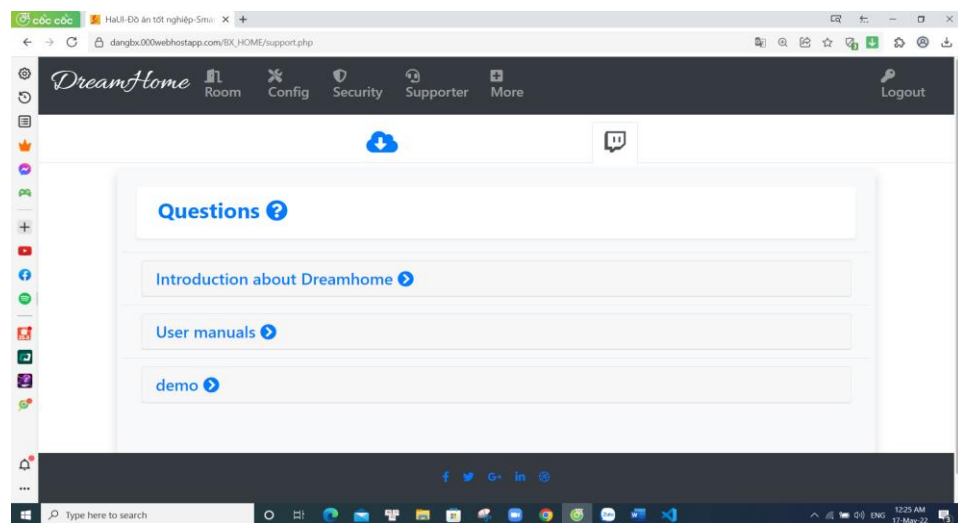 cốc cốc
HaUI-Đồ án tốt nghiệp-Sma
dangbx.000webhostapp.com/BX_HOME/support.php
DreamHome
Room
Config
Security
Supporter
More
Logout
Questions
Introduction about Dreamhome
User manuals
demo
Type here to search
ENG
12:25 AM
17-May-22